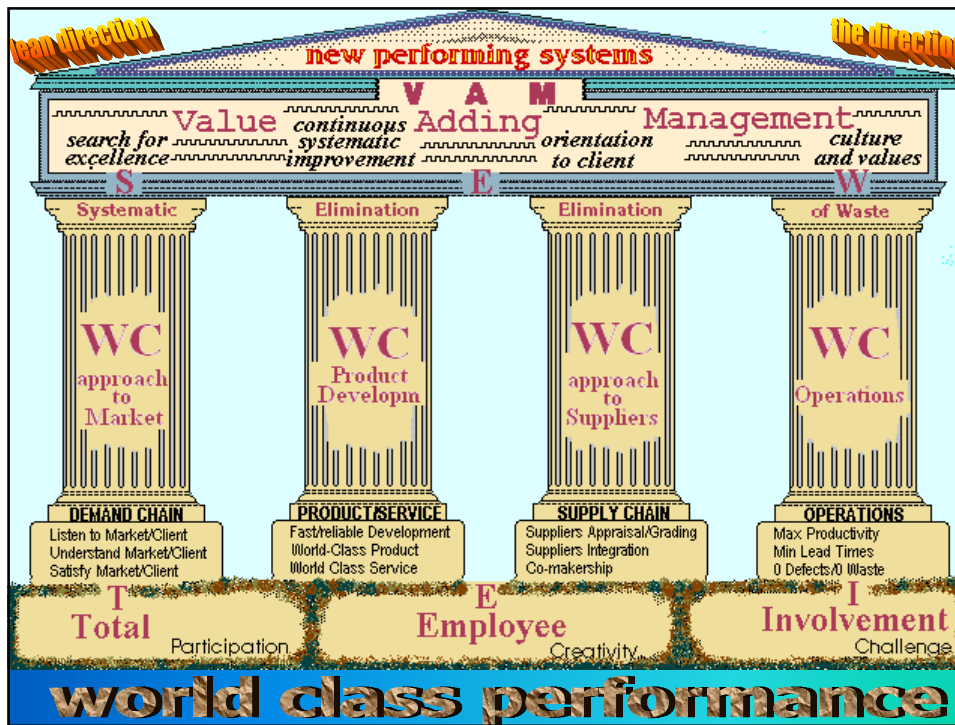 lean direction
the direction
new performing systems
V A M
Value Adding Management
search for excellence
continuous systematic improvement
orientation to client
culture and values
S E W
Systematic
Elimination
Elimination
of Waste
WC
approach
to
Market
WC
Product
Developm
WC
approach
to
Suppliers
WC
Operations
DEMAND CHAIN
Listen to Market/Client
Understand Market/Client
Satisfy Market/Client
PRODUCT/SERVICE
Fast/reliable Development
World-Class Product
World Class Service
SUPPLY CHAIN
Suppliers Appraisal/Grading
Suppliers Integration
Co-makership
OPERATIONS
Max Productivity
Min Lead Times
0 Defects/0 Waste
T
Total
Participation
E
Employee
Creativity
I
Involvement
Challenge
world class performance